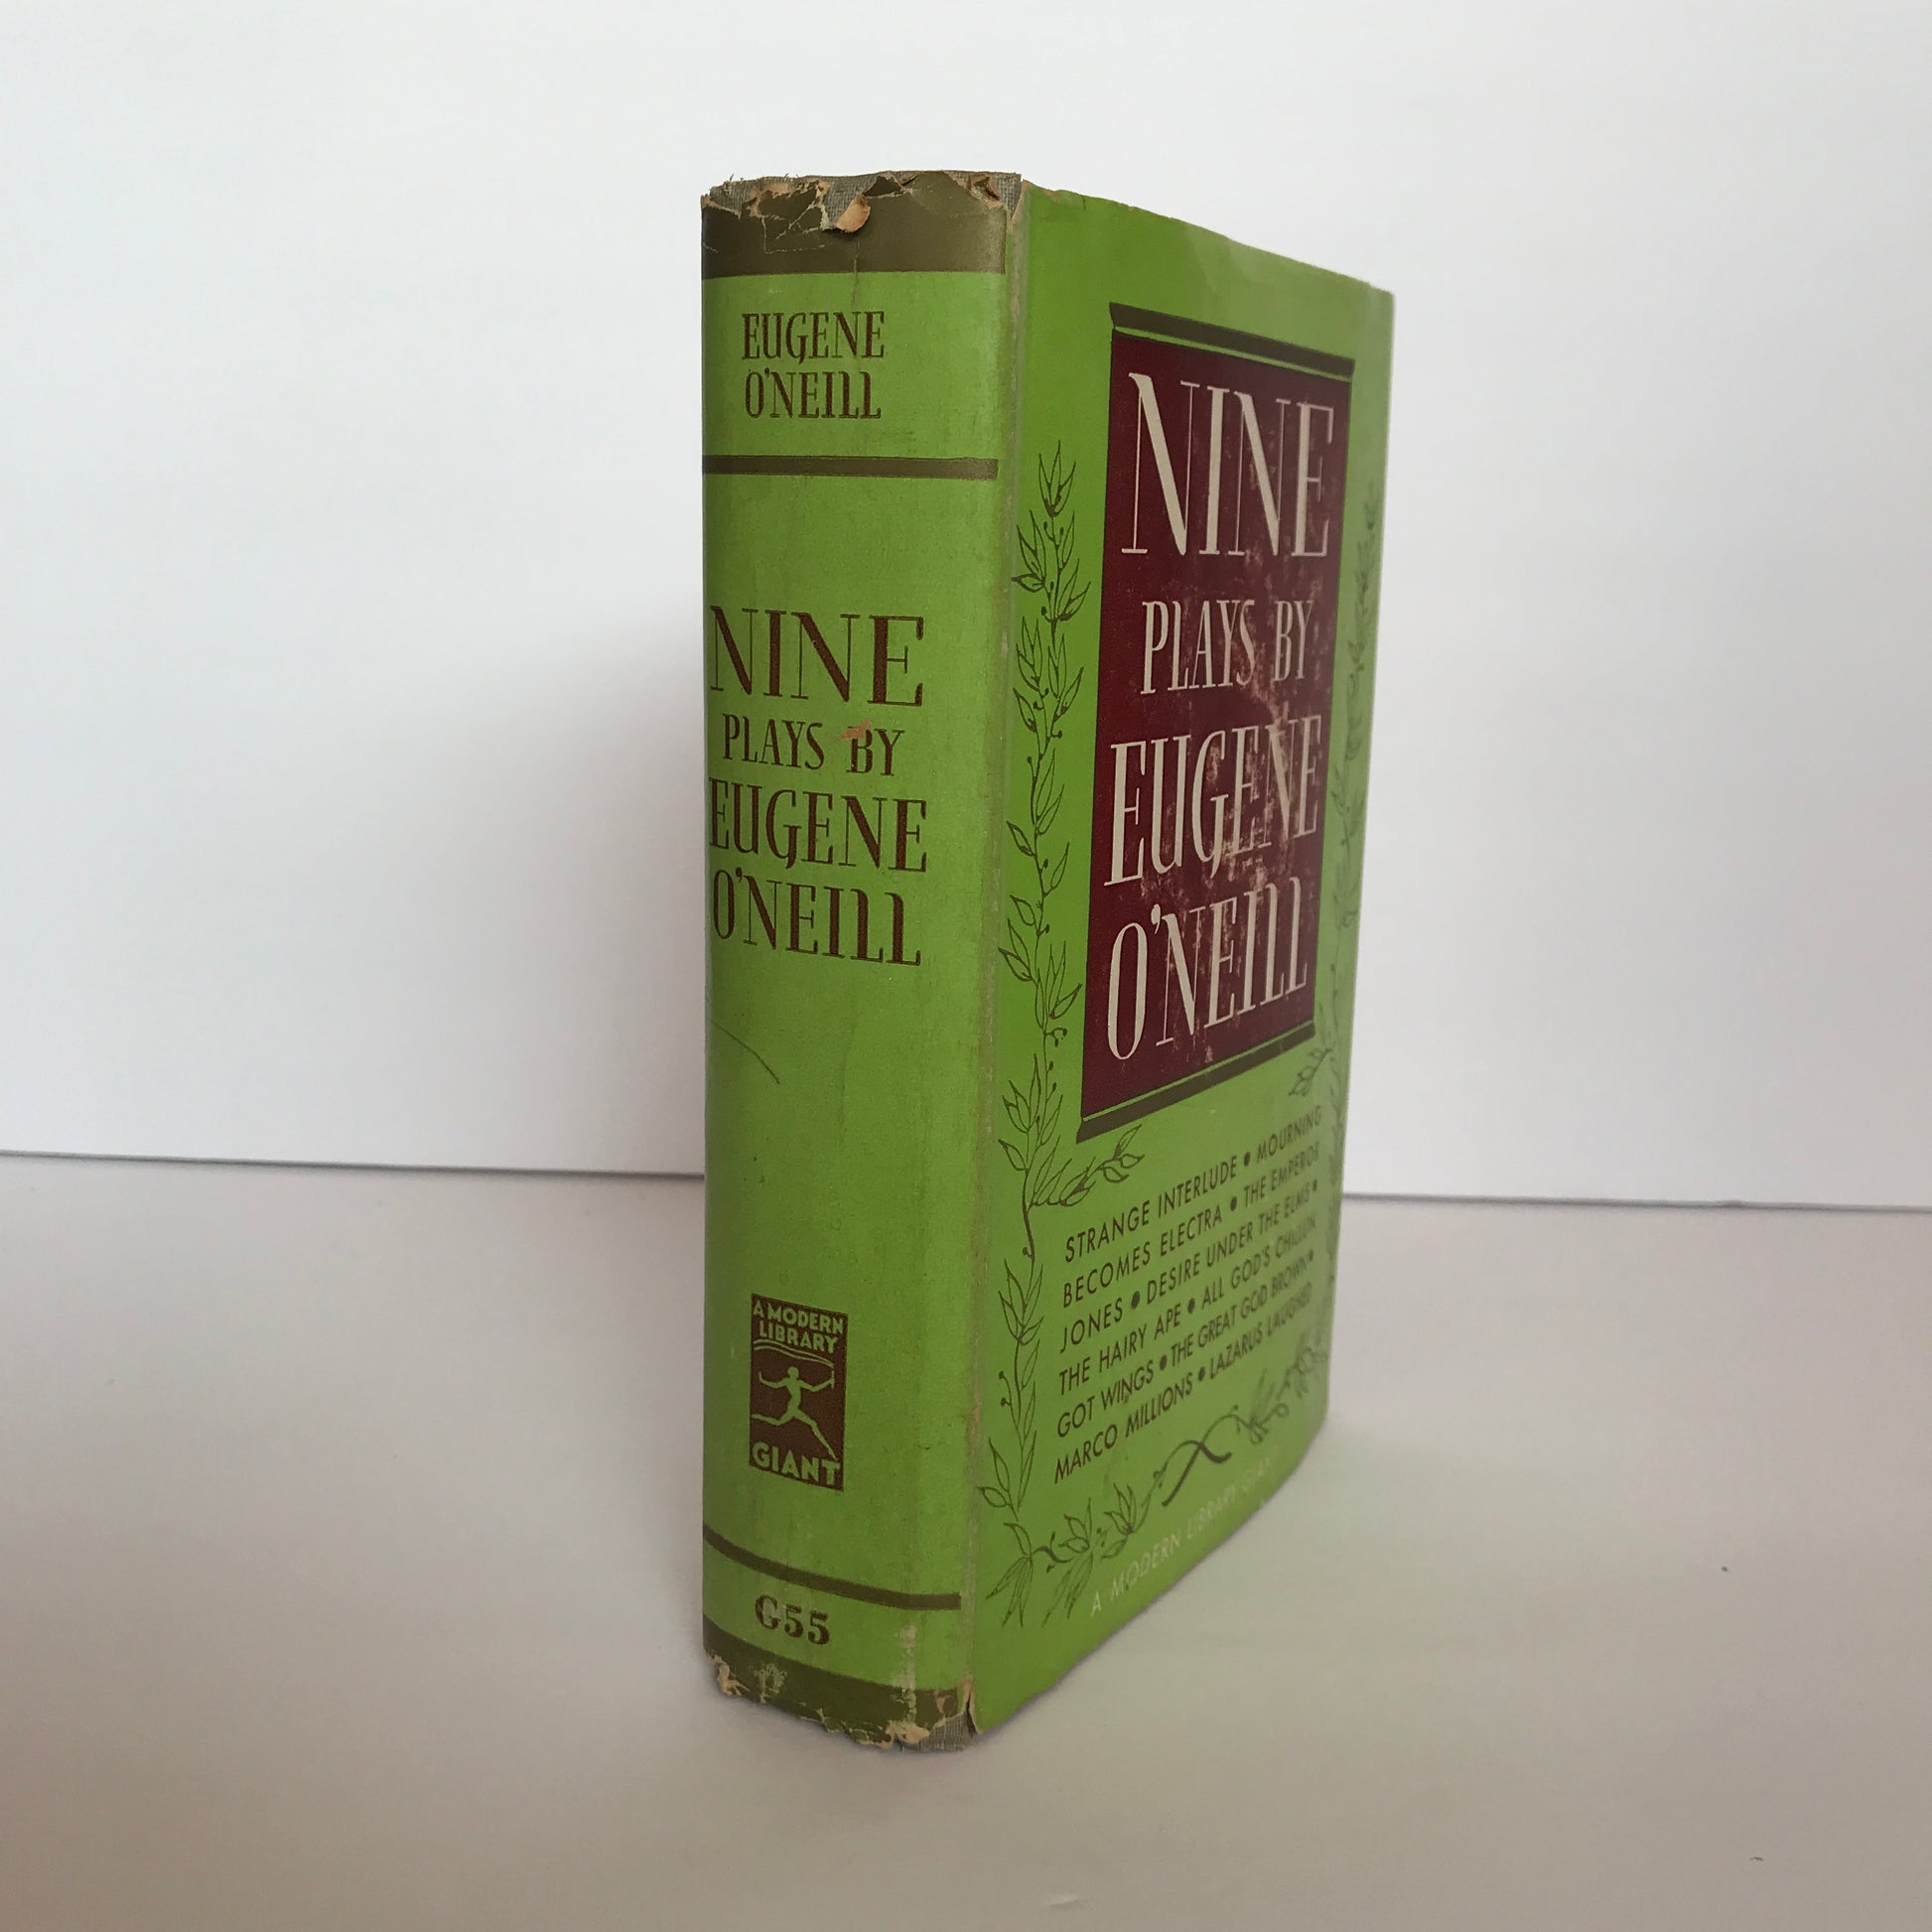 EUGENE
O'NEILL
NINE
PLAYS BY
EUGENE
O'NEILL
A MODERN
LIBRARY
GIANT
G55
NINE
PLAYS BY
EUGENE
O'NEILL
STRANGE INTERLUDE • MOURNING
BECOMES ELECTRA • THE EMPEROR
JONES • DESIRE UNDER THE ELMS •
THE HAIRY APE • ALL GOD'S CHILLUN
GOT WINGS • THE GREAT GOD BROWN •
MARCO MILLIONS • LAZARUS LAUGHED
A MODERN LIBRARY GIANT